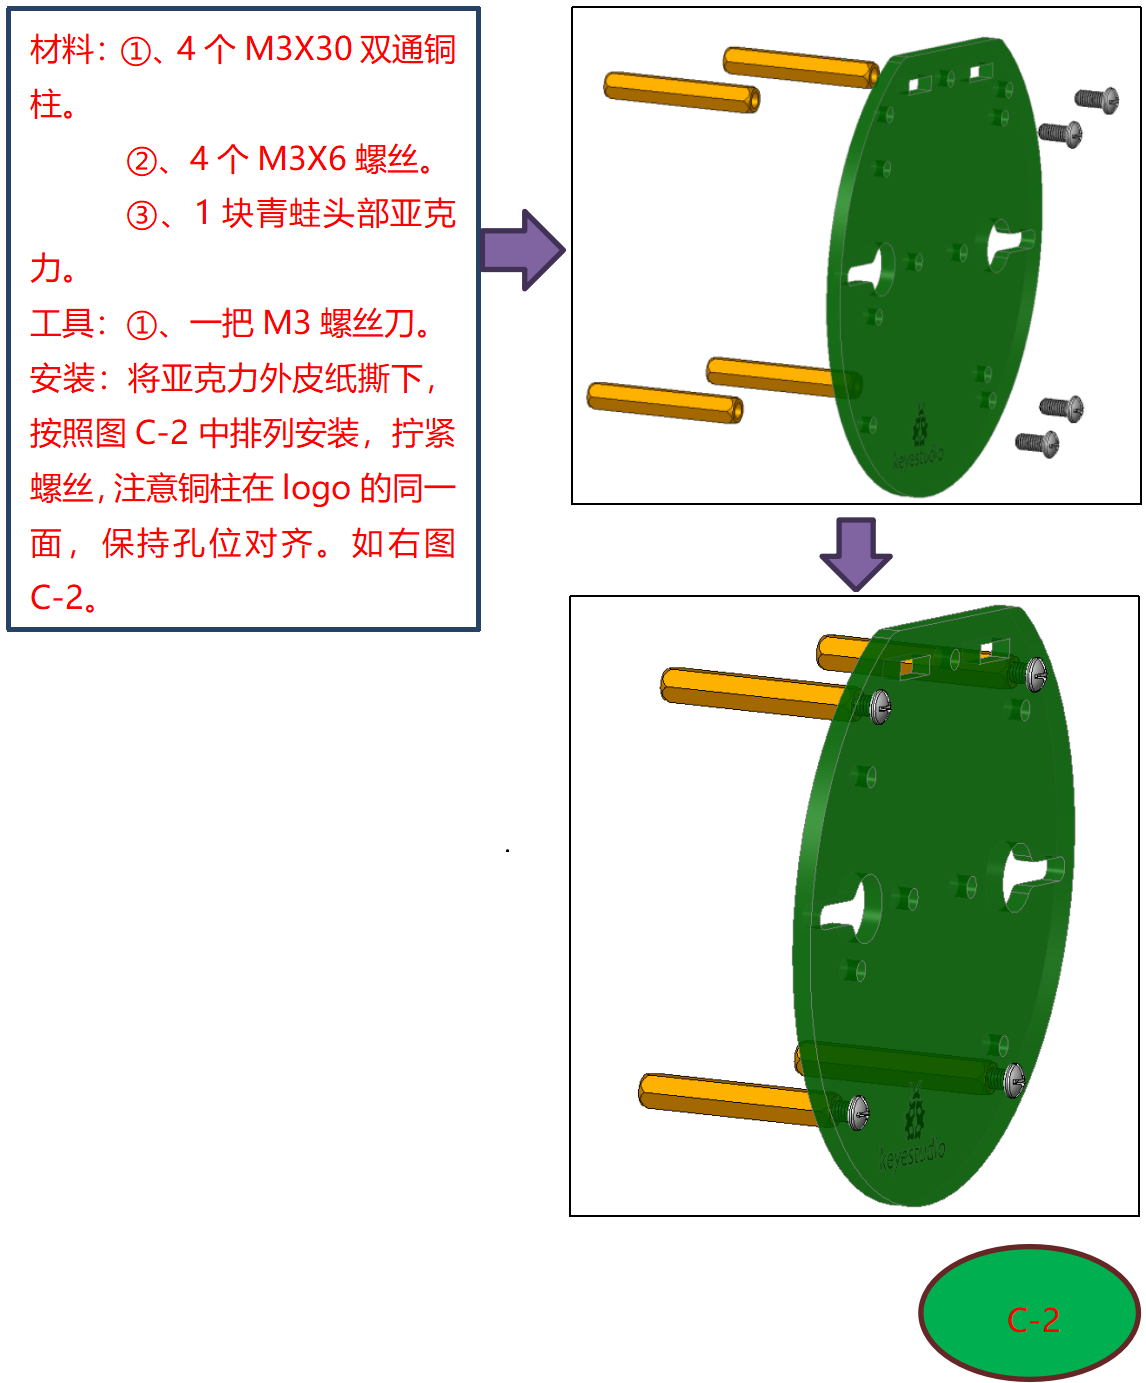 材料：①、4 个 M3X30 双通铜
柱。
②、4 个 M3X6 螺丝。
③、1 块青蛙头部亚克
力。
工具：①、一把 M3 螺丝刀。
安装：将亚克力外皮纸撕下，
按照图 C-2 中排列安装，拧紧
螺丝，注意铜柱在 logo 的同一
面，保持孔位对齐。如右图
C-2。
keyestudio
keyestudio
C-2